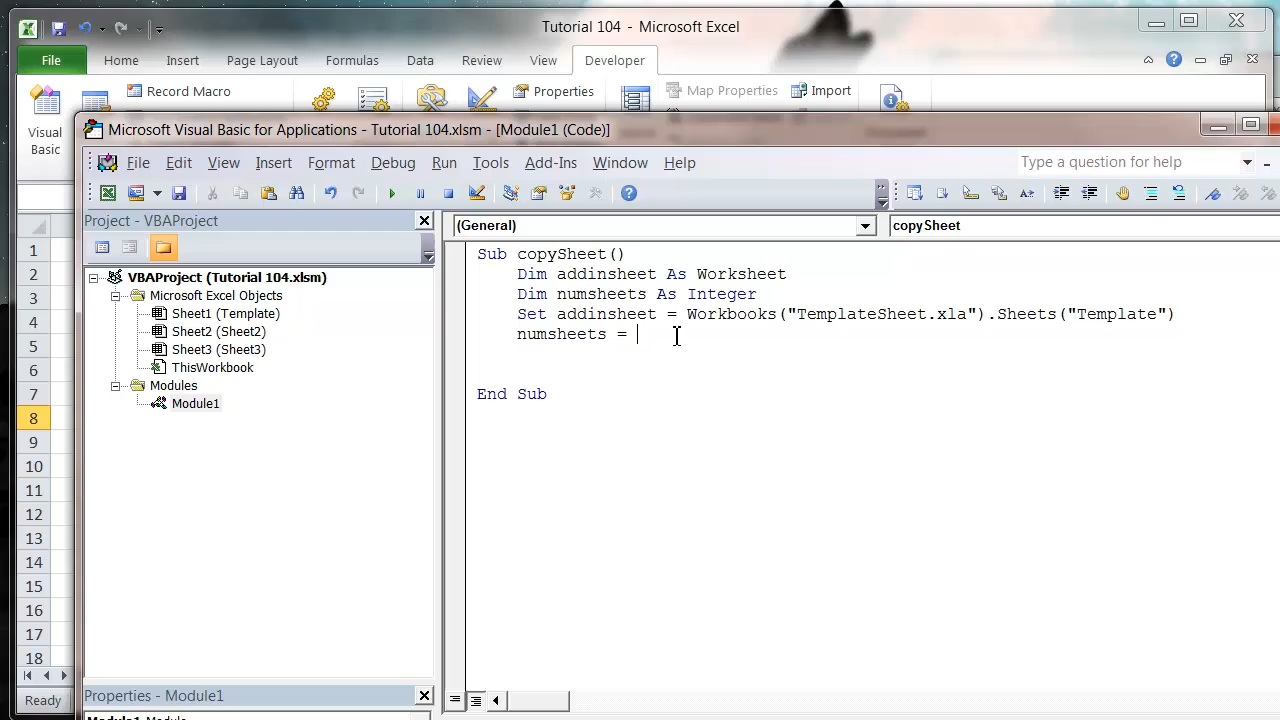 Tutorial 104 - Microsoft Excel
File Home Insert Page Layout Formulas Data Review View Developer
Record Macro Properties Map Properties Import
Visual Basic
Microsoft Visual Basic for Applications - Tutorial 104.xlsm - [Module1 (Code)]
File Edit View Insert Format Debug Run Tools Add-Ins Window Help Type a question for help
Project - VBAProject
(General) copySheet
VBAProject (Tutorial 104.xlsm)
Microsoft Excel Objects
Sheet1 (Template)
Sheet2 (Sheet2)
Sheet3 (Sheet3)
ThisWorkbook
Modules
Module1
Sub copySheet()
Dim addinsheet As Worksheet
Dim numsheets As Integer
Set addinsheet = Workbooks("TemplateSheet.xla").Sheets("Template")
numsheets =
End Sub
1
2
3
4
5
6
7
8
9
10
11
12
13
14
15
16
17
18
Ready
Properties - Module1
Module1 Module